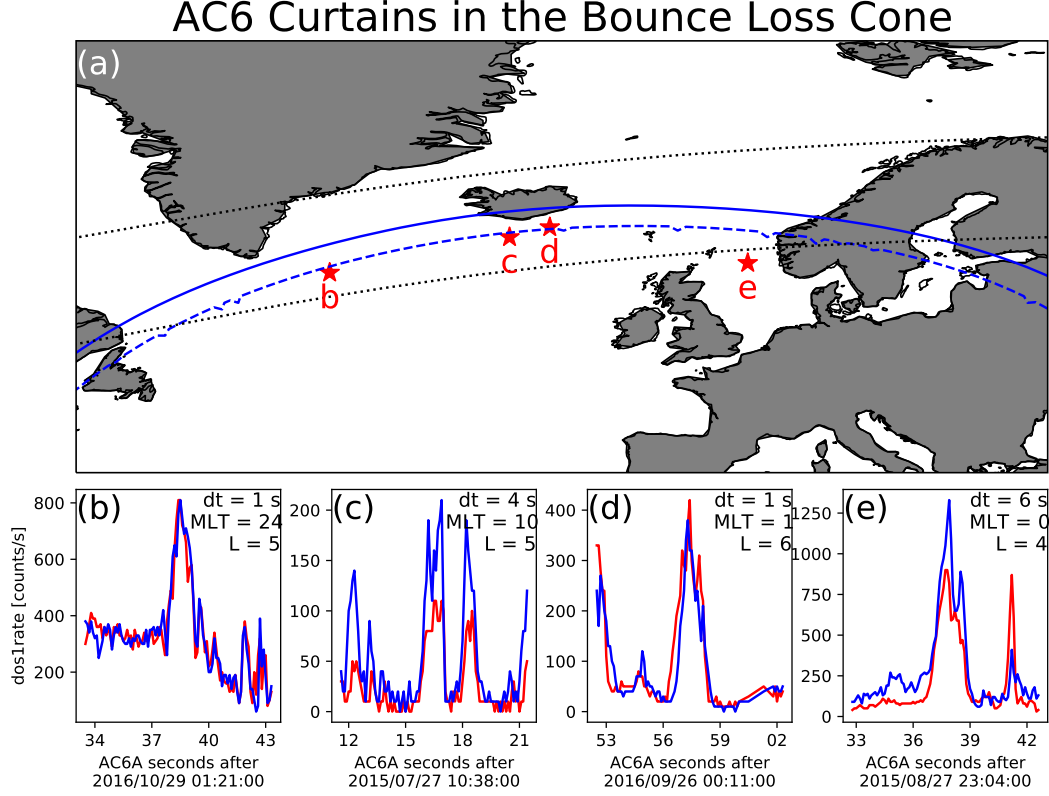 AC6 Curtains in the Bounce Loss Cone
(a)
b
c
d
e
dos1rate [counts/s]
(b)
dt = 1 s
MLT = 24
L = 5
800
600
400
200
34 37 40 43
AC6A seconds after
2016/10/29 01:21:00
(c)
dt = 4 s
MLT = 10
L = 5
200
150
100
50
0
12 15 18 21
AC6A seconds after
2015/07/27 10:38:00
(d)
dt = 1 s
MLT = 1
L = 6
400
300
200
100
0
53 56 59 02
AC6A seconds after
2016/09/26 00:11:00
(e)
dt = 6 s
MLT = 0
L = 4
1250
1000
750
500
250
0
33 36 39 42
AC6A seconds after
2015/08/27 23:04:00